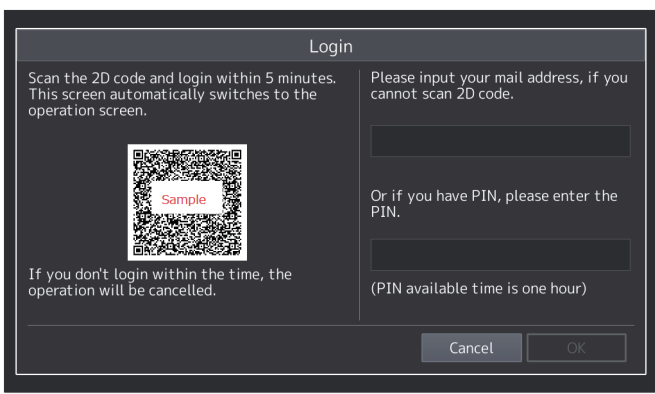 Login
Scan the 2D code and login within 5 minutes.
This screen automatically switches to the
operation screen.
Sample
If you don't login within the time, the
operation will be cancelled.
Please input your mail address, if you
cannot scan 2D code.
Or if you have PIN, please enter the
PIN.
(PIN available time is one hour)
Cancel
OK